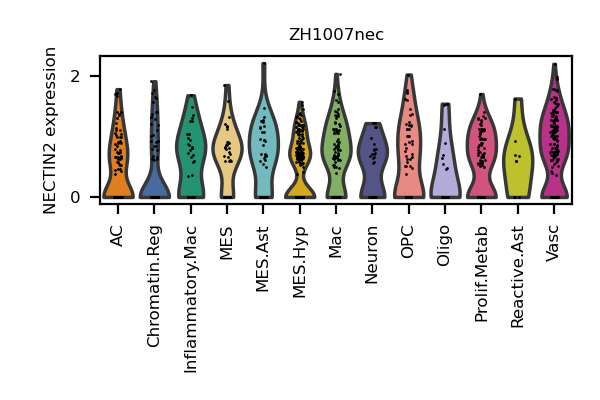 ZH1007nec
NECTIN2 expression
2
0
AC
Chromatin.Reg
Inflammatory.Mac
MES
MES.Ast
MES.Hyp
Mac
Neuron
OPC
Oligo
Prolif.Metab
Reactive.Ast
Vasc